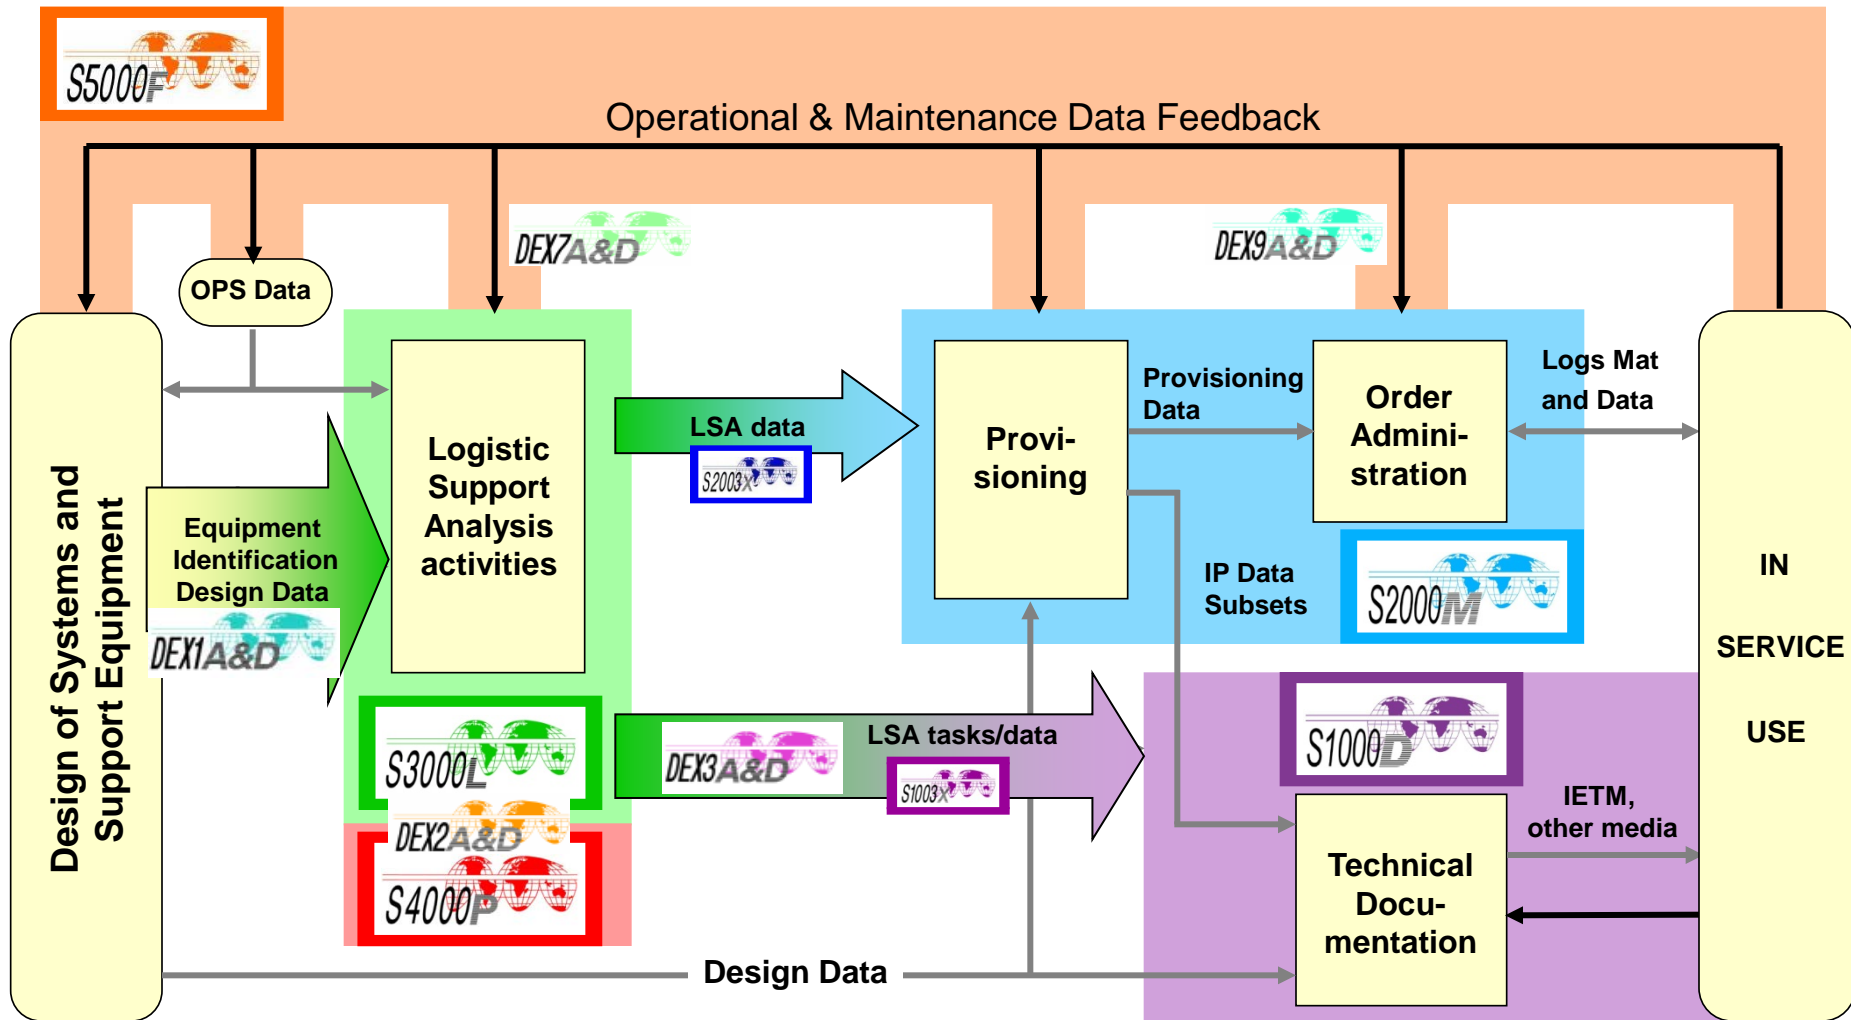 S5000F
Operational & Maintenance Data Feedback
DEX7A&D
DEX9A&D
OPS Data
Design of Systems and
Support Equipment
Equipment
Identification
Design Data
DEX1A&D
Logistic
Support
Analysis
activities
S3000L
DEX2A&D
S4000P
LSA data
S2003X
Provi-
sioning
Provisioning
Data
Order
Admini-
stration
Logs Mat
and Data
IP Data
Subsets
S2000M
DEX3A&D
LSA tasks/data
S1003X
S1000D
IETM,
other media
Technical
Docu-
mentation
Design Data
IN
SERVICE
USE